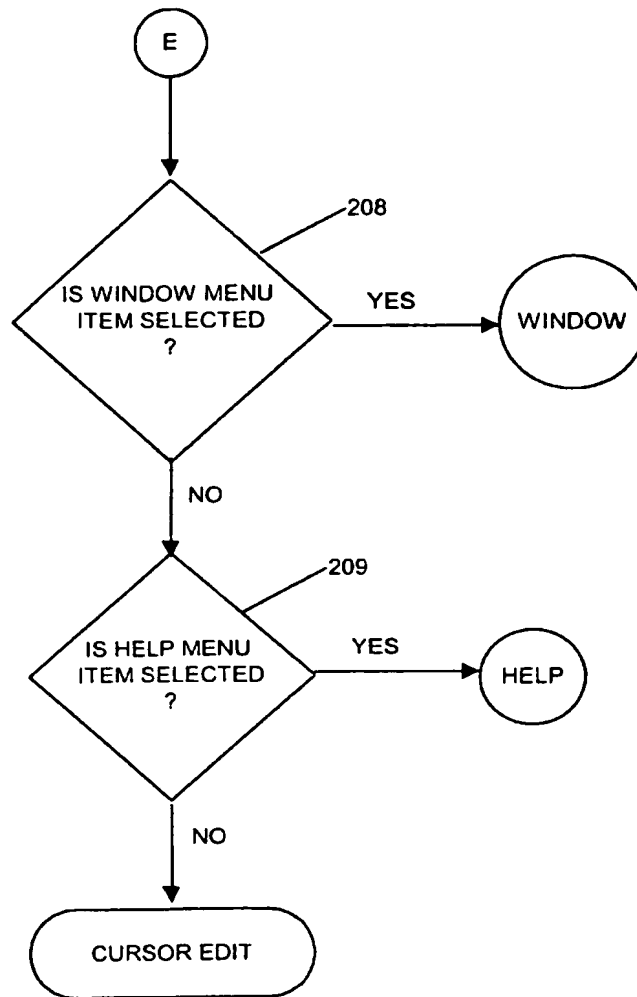 E
208
IS WINDOW MENU
ITEM SELECTED
?
YES
WINDOW
NO
209
IS HELP MENU
ITEM SELECTED
?
YES
HELP
NO
CURSOR EDIT